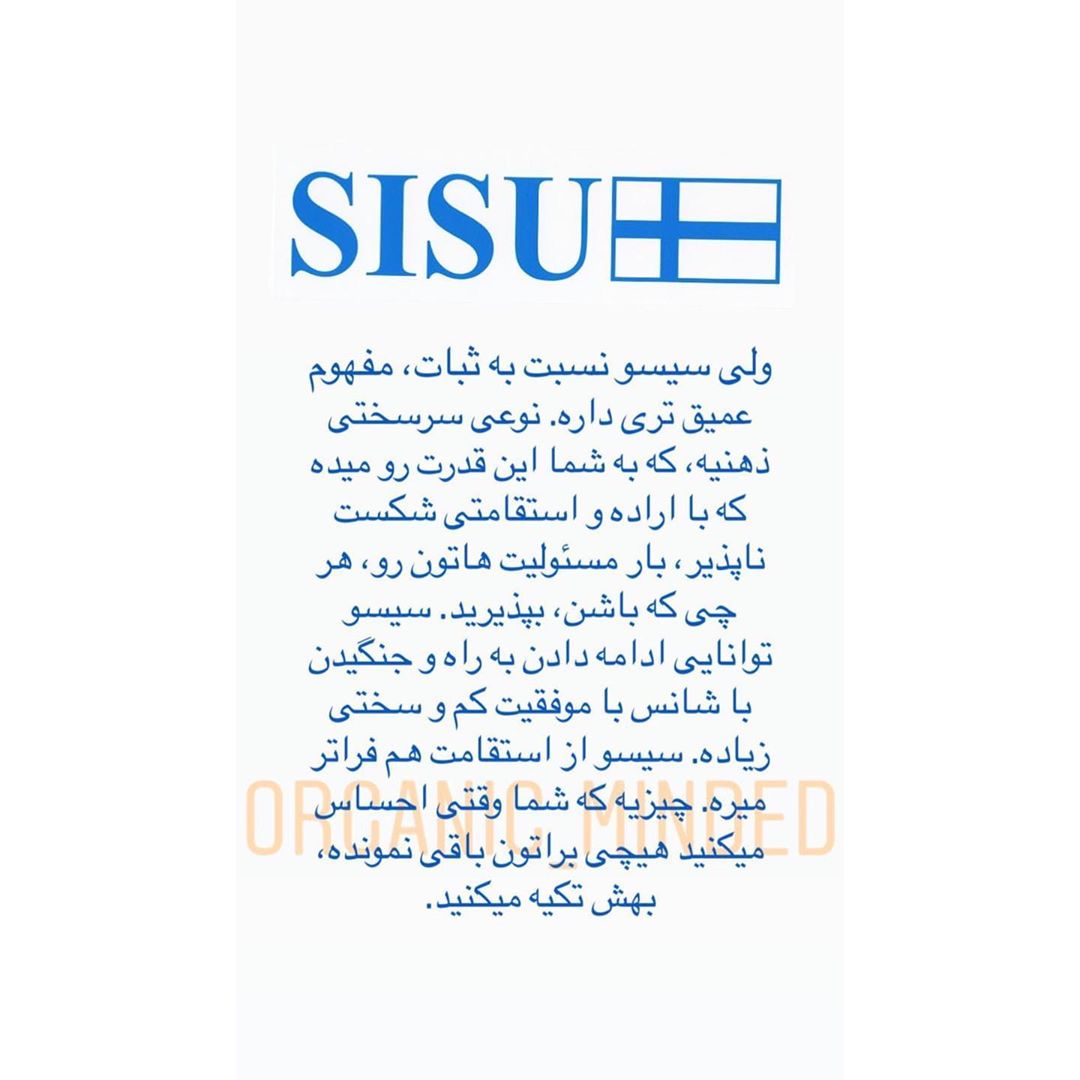 SISU
ولی سیسو نسبت به ثبات، مفهوم
عمیق تری داره. نوعی سرسختی
ذهنیه، که به شما این قدرت رو میده
که با اراده و استقامتی شکست
ناپذیر، بار مسئولیت هاتون رو، هر
چی که باشن، بپذیرید. سیسو
توانایی ادامه دادن به راه و جنگیدن
با شانس با موفقیت کم و سختی
زیاده. سیسو از استقامت هم فراتر
میره. چیزیه که شما وقتی احساس
میکنید هیچی براتون باقی نمونده،
بهش تکیه میکنید.
ORGANIC_MINDED